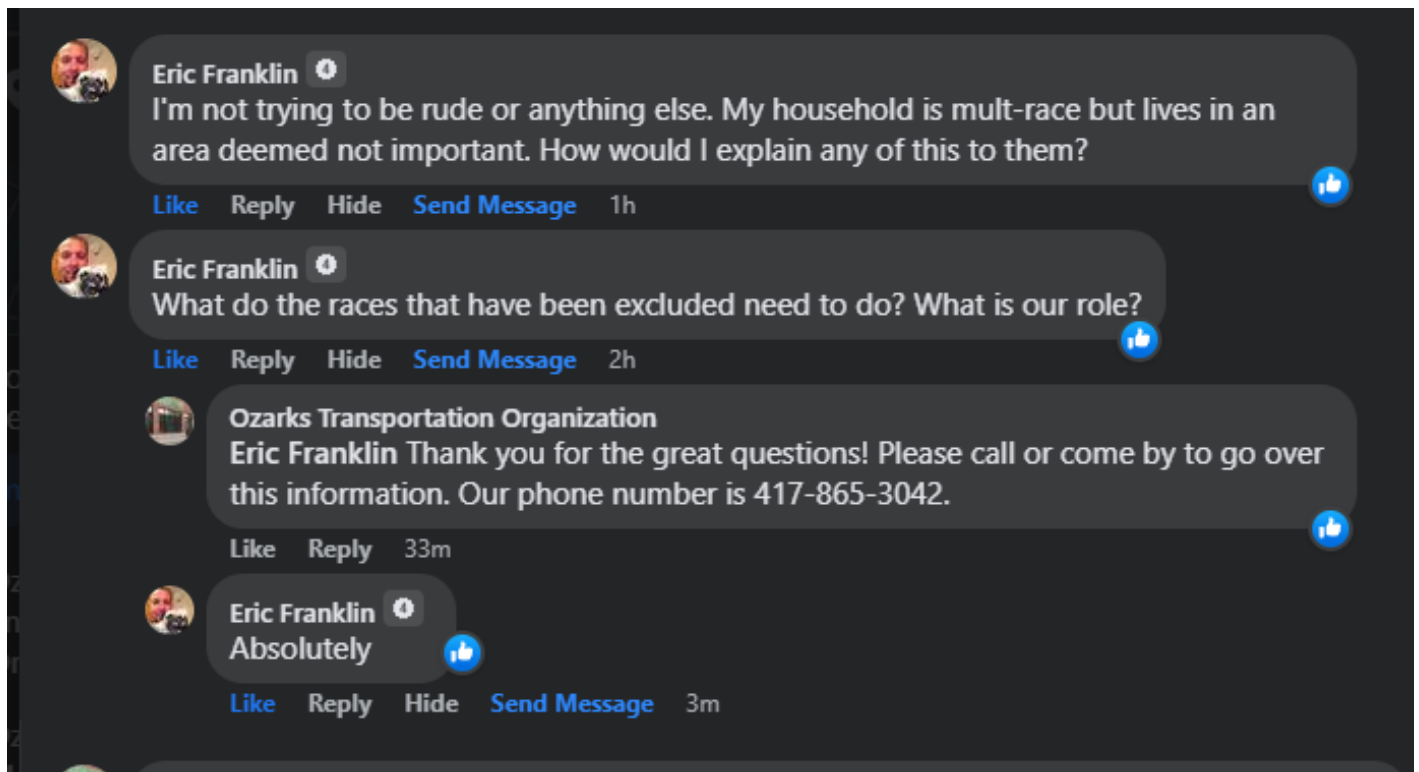 Eric Franklin
I'm not trying to be rude or anything else. My household is mult-race but lives in an
area deemed not important. How would I explain any of this to them?
Like Reply Hide Send Message 1h
Eric Franklin
What do the races that have been excluded need to do? What is our role?
Like Reply Hide Send Message 2h
Ozarks Transportation Organization
Eric Franklin Thank you for the great questions! Please call or come by to go over
this information. Our phone number is 417-865-3042.
Like Reply 33m
Eric Franklin
Absolutely
Like Reply Hide Send Message 3m